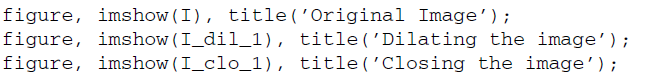 figure, imshow(I), title(’Original Image’);
figure, imshow(I_dil_1), title(’Dilating the image’);
figure, imshow(I_clo_1), title(’Closing the image’);